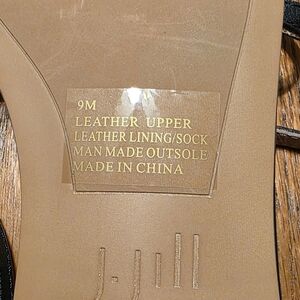 9M
LEATHER UPPER
LEATHER LINING/SOCK
MAN MADE OUTSOLE
MADE IN CHINA
J.Jill